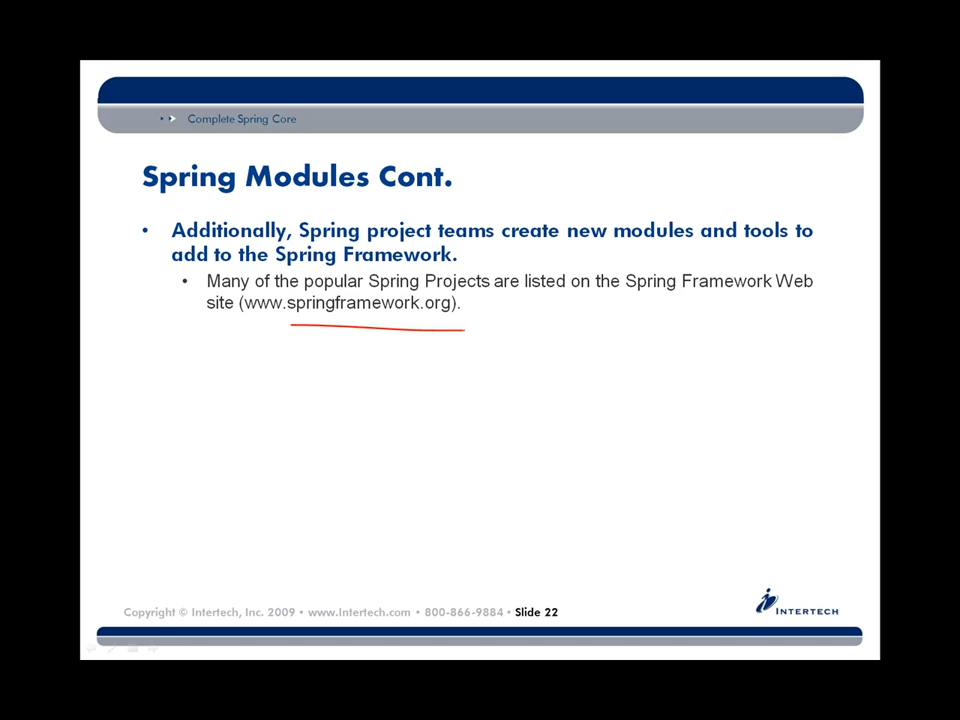 Complete Spring Core
Spring Modules Cont.
• Additionally, Spring project teams create new modules and tools to
add to the Spring Framework.
• Many of the popular Spring Projects are listed on the Spring Framework Web
site (www.springframework.org).
Copyright © Intertech, Inc. 2009 • www.Intertech.com • 800-866-9884 • Slide 22
INTERTECH